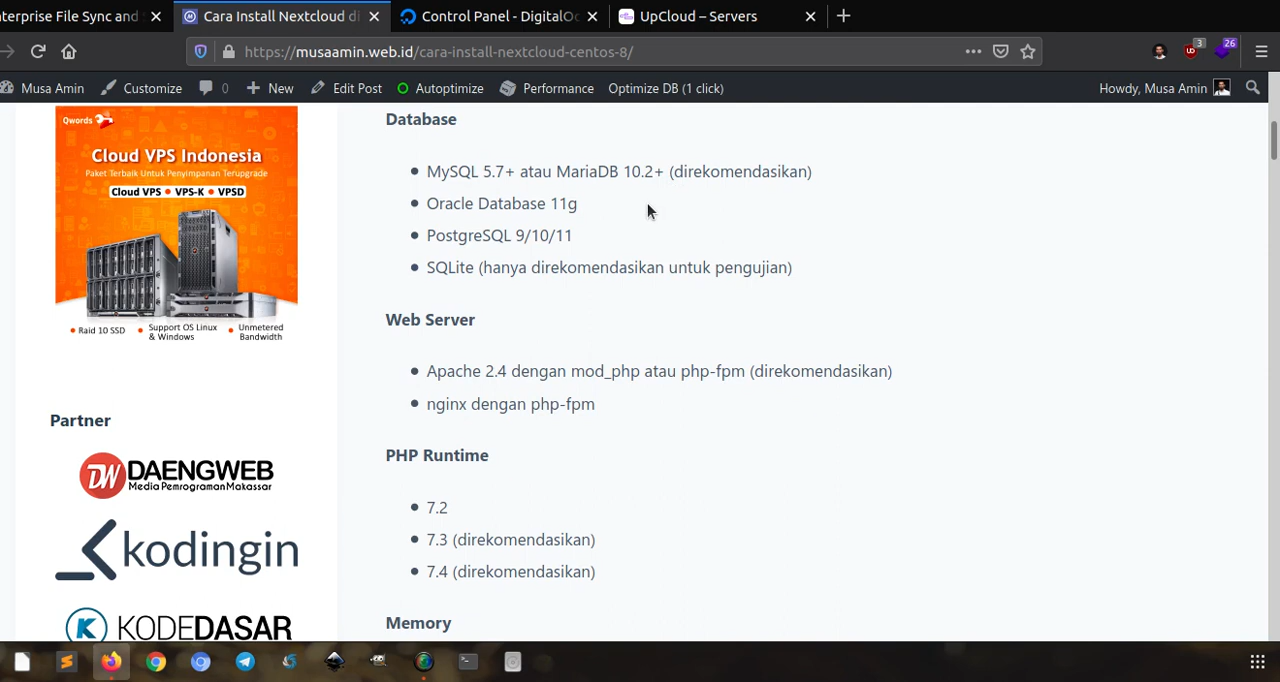 terprise File Sync and
Cara Install Nextcloud di
Control Panel - DigitalOc
UpCloud – Servers
https://musaamin.web.id/cara-install-nextcloud-centos-8/
3
26
Musa Amin
Customize
0
New
Edit Post
Autoptimize
Performance
Optimize DB (1 click)
Howdy, Musa Amin
Qwords
Cloud VPS Indonesia
Paket Terbaik Untuk Penyimpanan Terupgrade
Cloud VPS • VPS-K • VPSD
• Raid 10 SSD
• Support OS Linux
& Windows
• Unmetered
Bandwidth
Partner
DW DAENGWEB
Media Pemrograman Makassar
kodingin
K KODEDASAR
Database
• MySQL 5.7+ atau MariaDB 10.2+ (direkomendasikan)
• Oracle Database 11g
• PostgreSQL 9/10/11
• SQLite (hanya direkomendasikan untuk pengujian)
Web Server
• Apache 2.4 dengan mod_php atau php-fpm (direkomendasikan)
• nginx dengan php-fpm
PHP Runtime
• 7.2
• 7.3 (direkomendasikan)
• 7.4 (direkomendasikan)
Memory